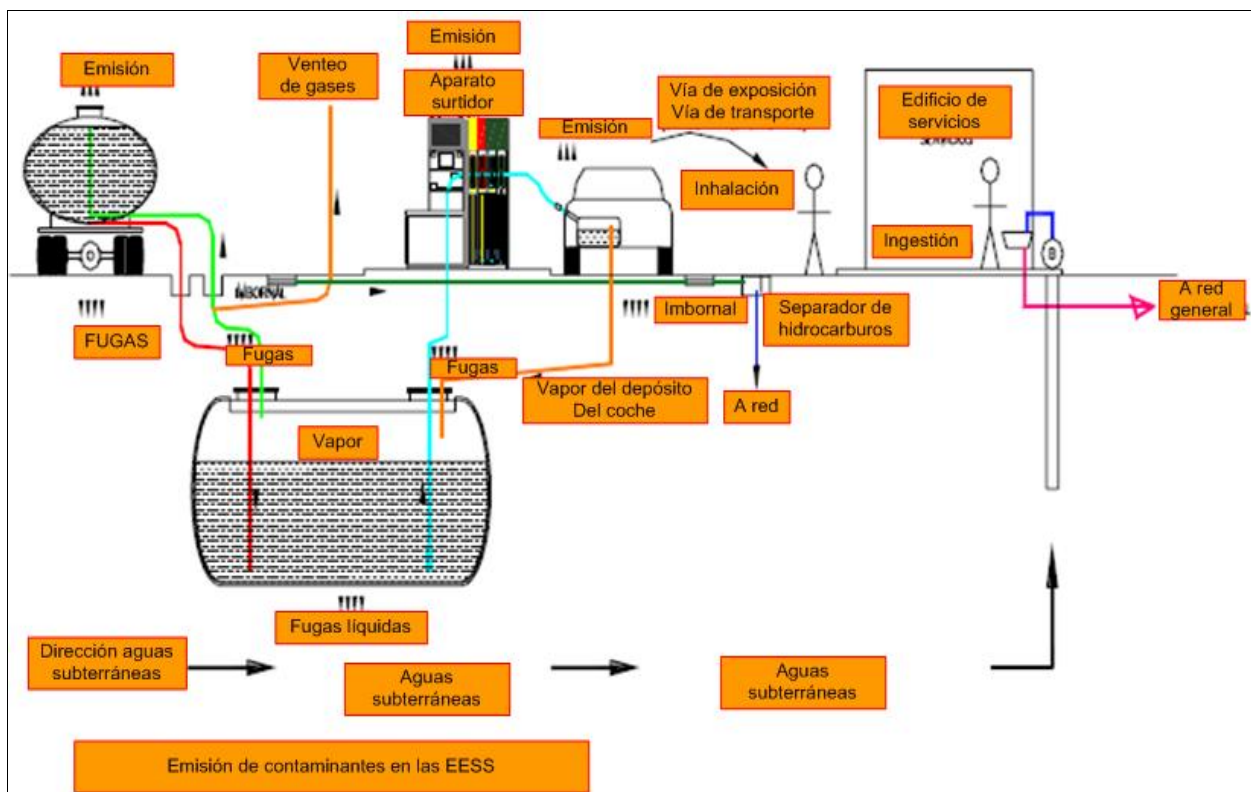 Emisión
Venteo
de gases
Emisión
Aparato
surtidor
Emisión
Vía de exposición
Vía de transporte
Inhalación
Edificio de
servicios
Ingestión
A red
general
IMBORNAL
Imbornal
Separador de
hidrocarburos
FUGAS
Fugas
Fugas
Vapor del depósito
Del coche
A red
Vapor
Fugas líquidas
Dirección aguas
subterráneas
Aguas
subterráneas
Aguas
subterráneas
Emisión de contaminantes en las EESS